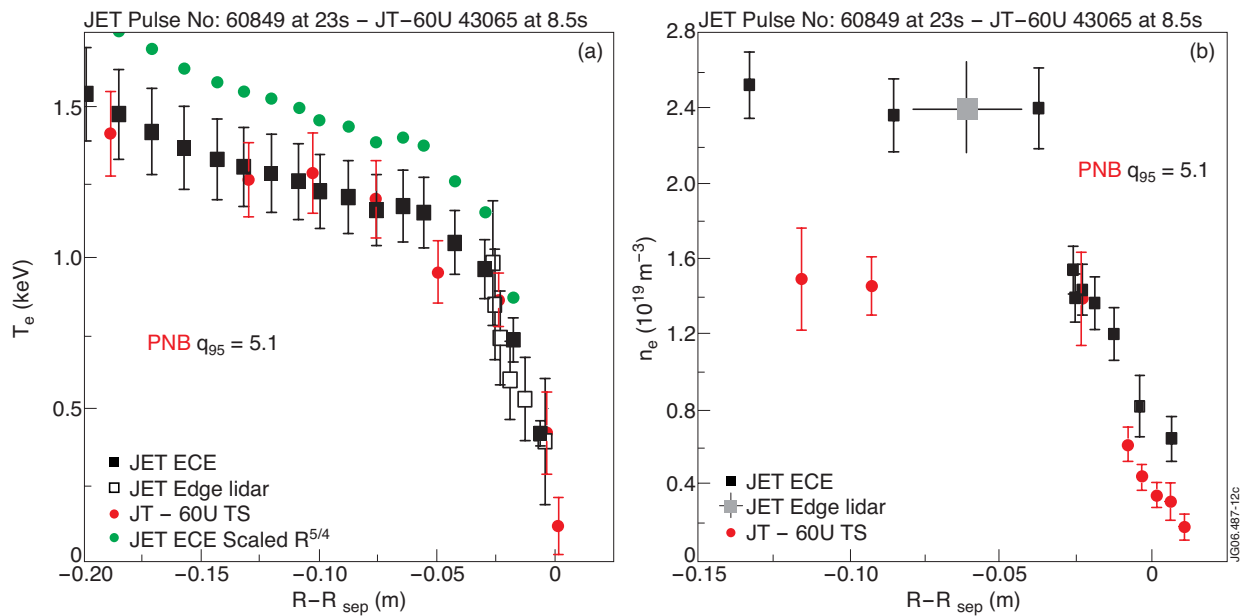 JET Pulse No: 60849 at 23s – JT–60U 43065 at 8.5s
(a)
1.5
1.0
0.5
0
T_e (keV)
PNB q_95 = 5.1
JET ECE
JET Edge lidar
JT – 60U TS
JET ECE Scaled R^5/4
–0.20 –0.15 –0.10 –0.05 0
R–R_sep (m)
JET Pulse No: 60849 at 23s – JT–60U 43065 at 8.5s
(b)
2.8
2.4
2.0
1.6
1.2
0.8
0.4
0
n_e (10^19 m^–3)
PNB q_95 = 5.1
JET ECE
JET Edge lidar
JT – 60U TS
–0.15 –0.10 –0.05 0
R–R_sep (m)
JG06.487-12c